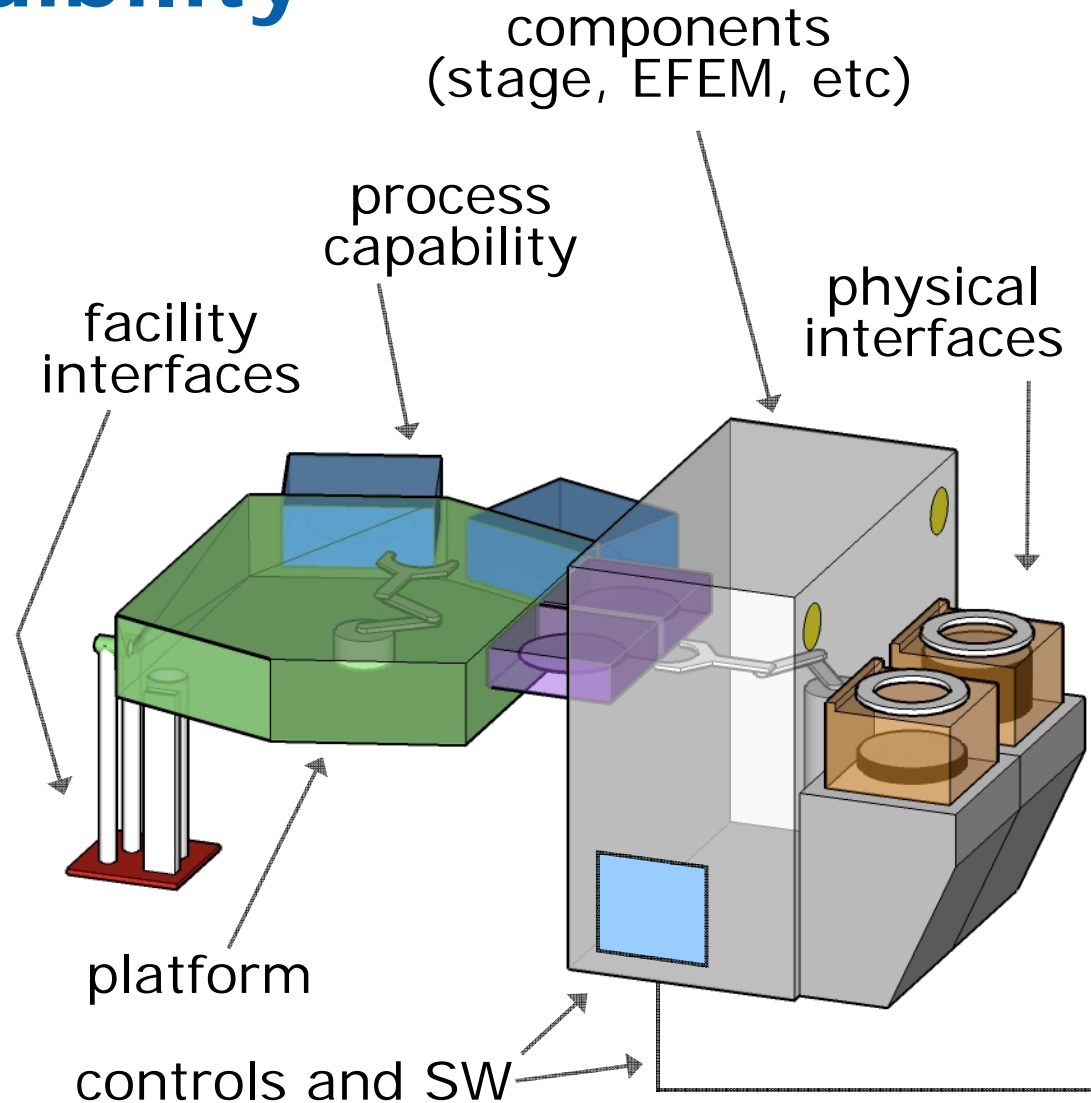 components
(stage, EFEM, etc)
process
capability
physical
interfaces
facility
interfaces
platform
controls and SW